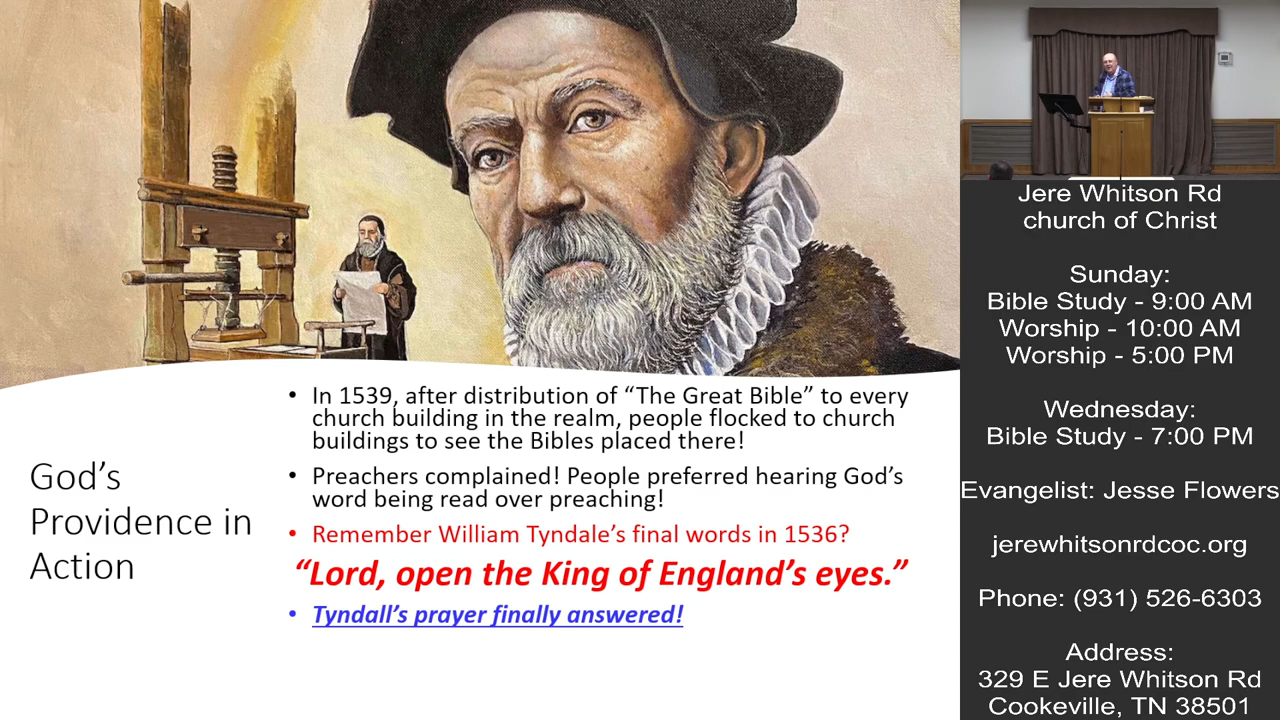 God's
Providence in
Action
• In 1539, after distribution of “The Great Bible” to every
church building in the realm, people flocked to church
buildings to see the Bibles placed there!
• Preachers complained! People preferred hearing God’s
word being read over preaching!
• Remember William Tyndale’s final words in 1536?
“Lord, open the King of England’s eyes.”
• Tyndall’s prayer finally answered!
Jere Whitson Rd
church of Christ
Sunday:
Bible Study - 9:00 AM
Worship - 10:00 AM
Worship - 5:00 PM
Wednesday:
Bible Study - 7:00 PM
Evangelist: Jesse Flowers
jerewhitsonrdcoc.org
Phone: (931) 526-6303
Address:
329 E Jere Whitson Rd
Cookeville, TN 38501